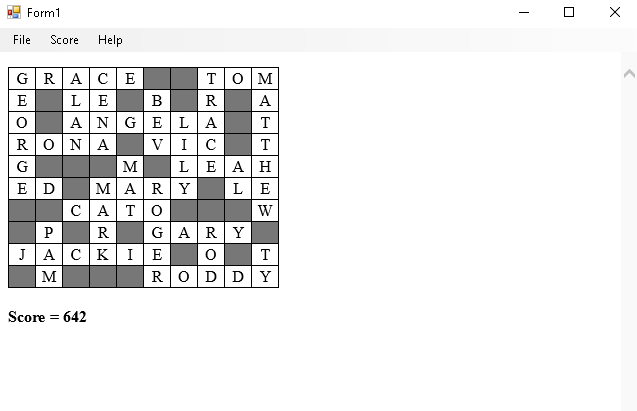 Form1
File Score Help
G R A C E T O M
E L E B R A
O A N G E L A T
R O N A V I C T
G M L E A H
E D M A R Y L E
C A T O W
P R G A R Y
J A C K I E O T
M R O D D Y
Score = 642